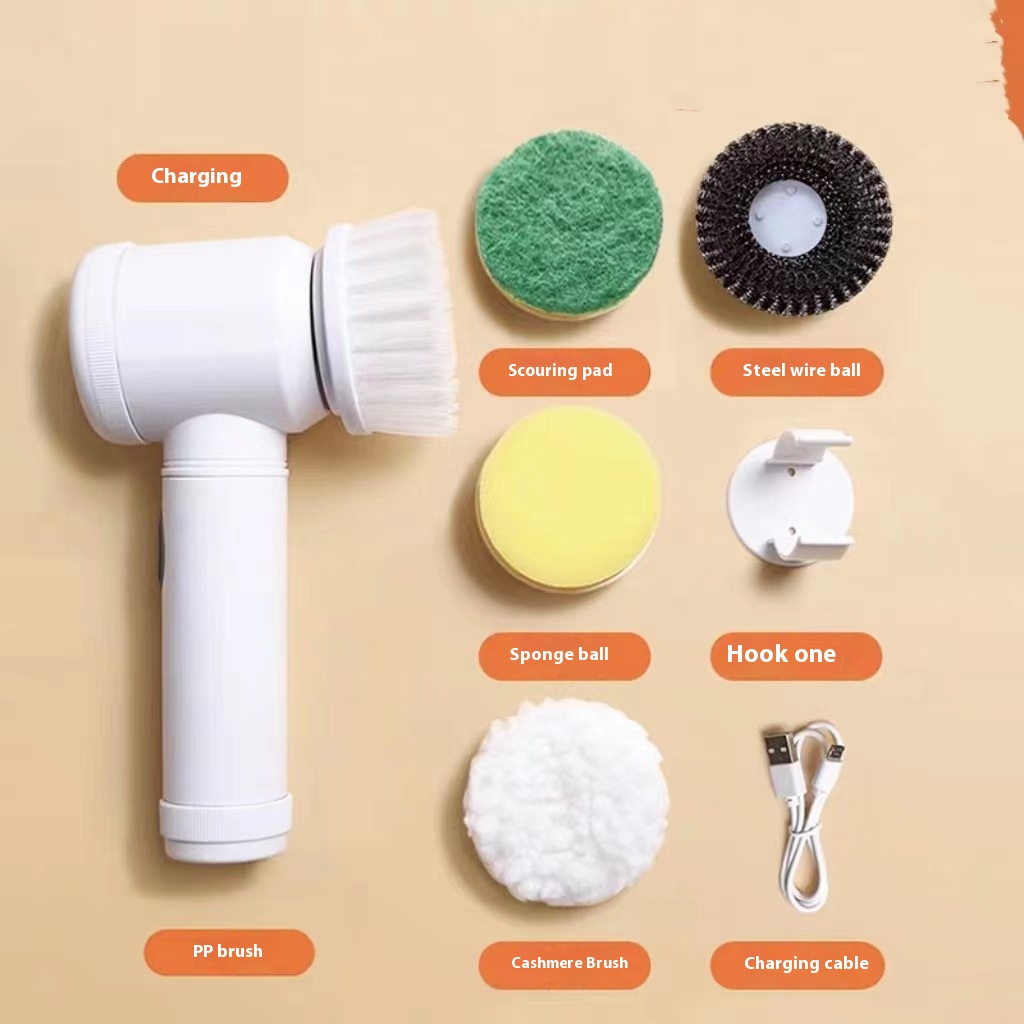 Charging
Scouring pad
Steel wire ball
Sponge ball
Hook one
PP brush
Cashmere Brush
Charging cable